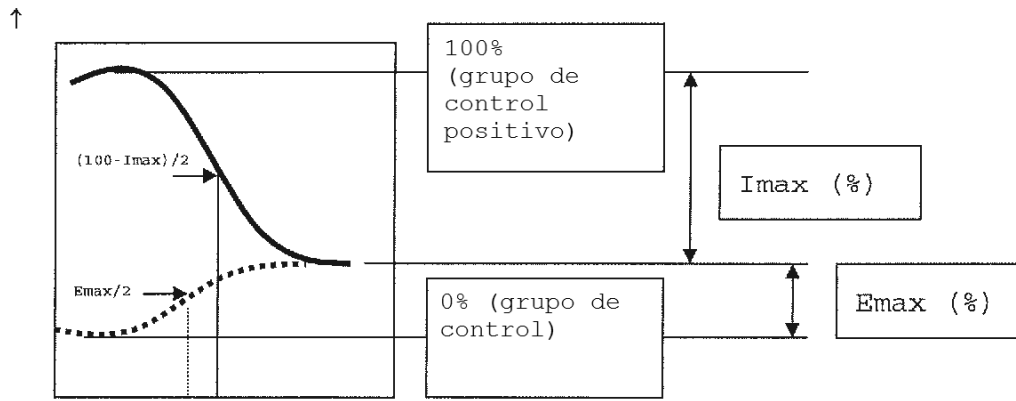 ↑
100%
(grupo de
control
positivo)
(100-Imax)/2
Imax (%)
Emax/2
0% (grupo de
control)
Emax (%)